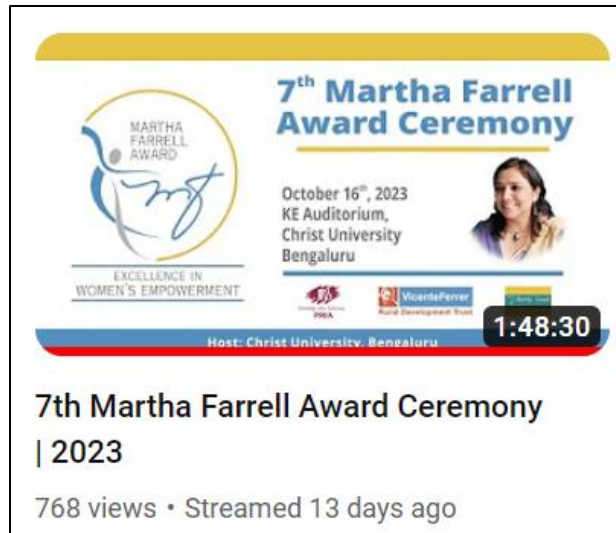 7th Martha Farrell
Award Ceremony
MARTHA
FARRELL
AWARD
October 16th, 2023
KE Auditorium,
Christ University
Bengaluru
EXCELLENCE IN
WOMEN'S EMPOWERMENT
PRIA
VicenteFerrer
Rural Development Trust
1:48:30
Host: Christ University, Bengaluru
7th Martha Farrell Award Ceremony
| 2023
768 views • Streamed 13 days ago